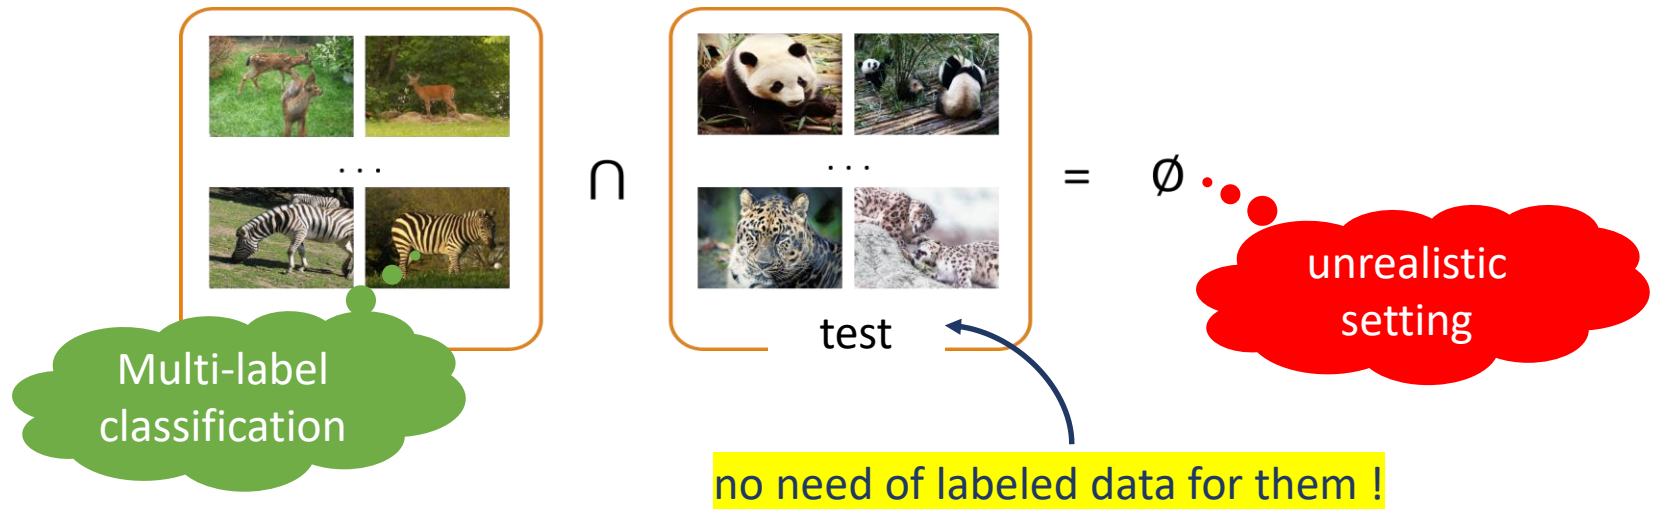 . . .
. . .
∩
= ∅
unrealistic
setting
test
Multi-label
classification
no need of labeled data for them !